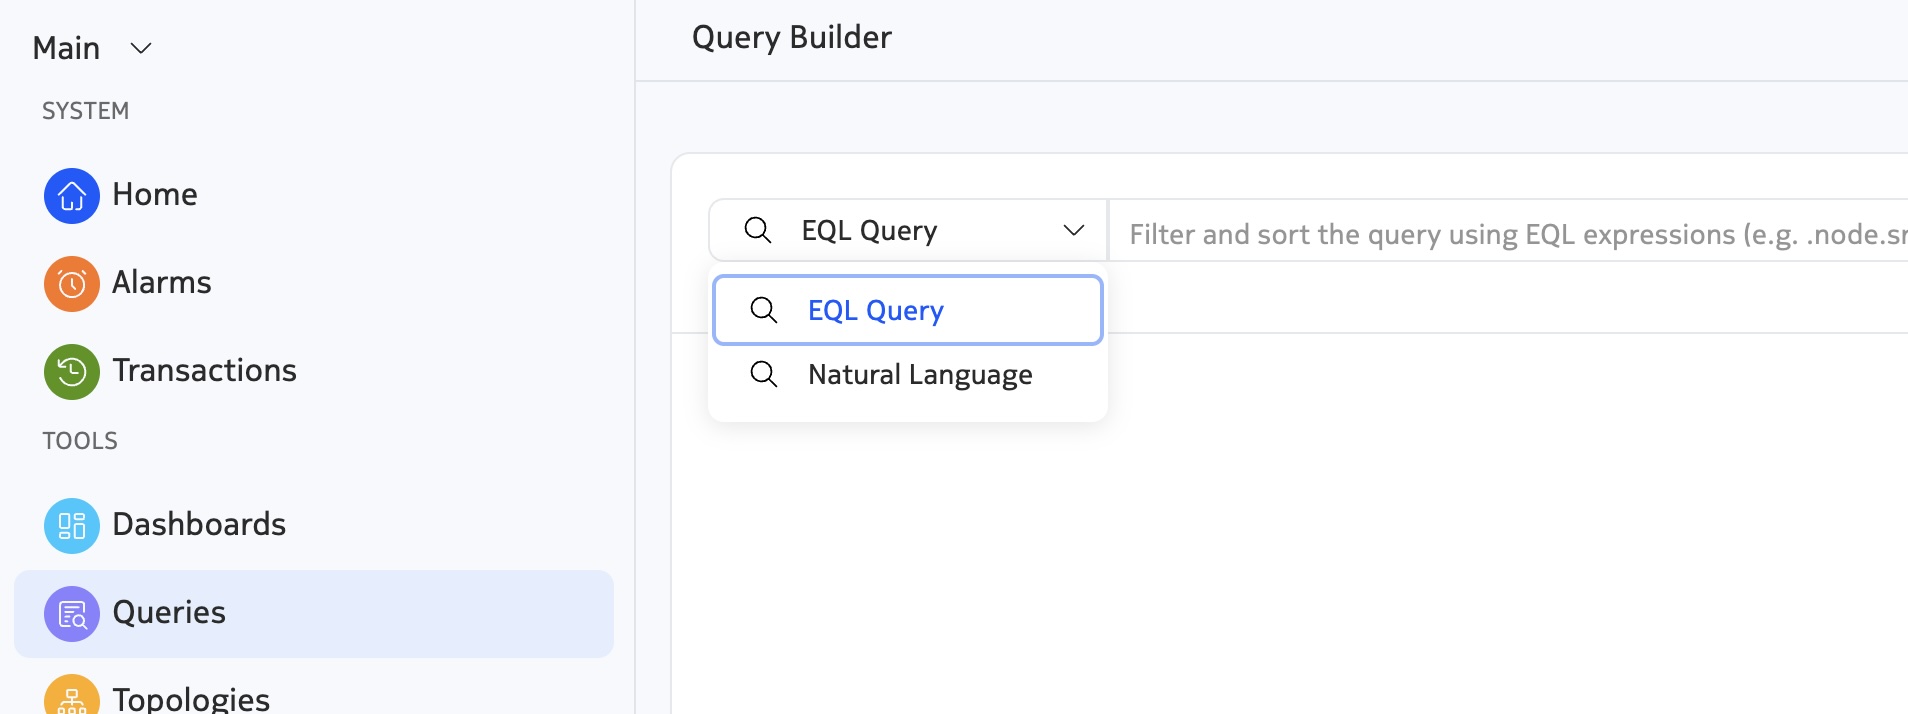 Main
SYSTEM
Home
Alarms
Transactions
TOOLS
Dashboards
Queries
Topologies
Query Builder
EQL Query
Filter and sort the query using EQL expressions (e.g. .node.sr
EQL Query
Natural Language